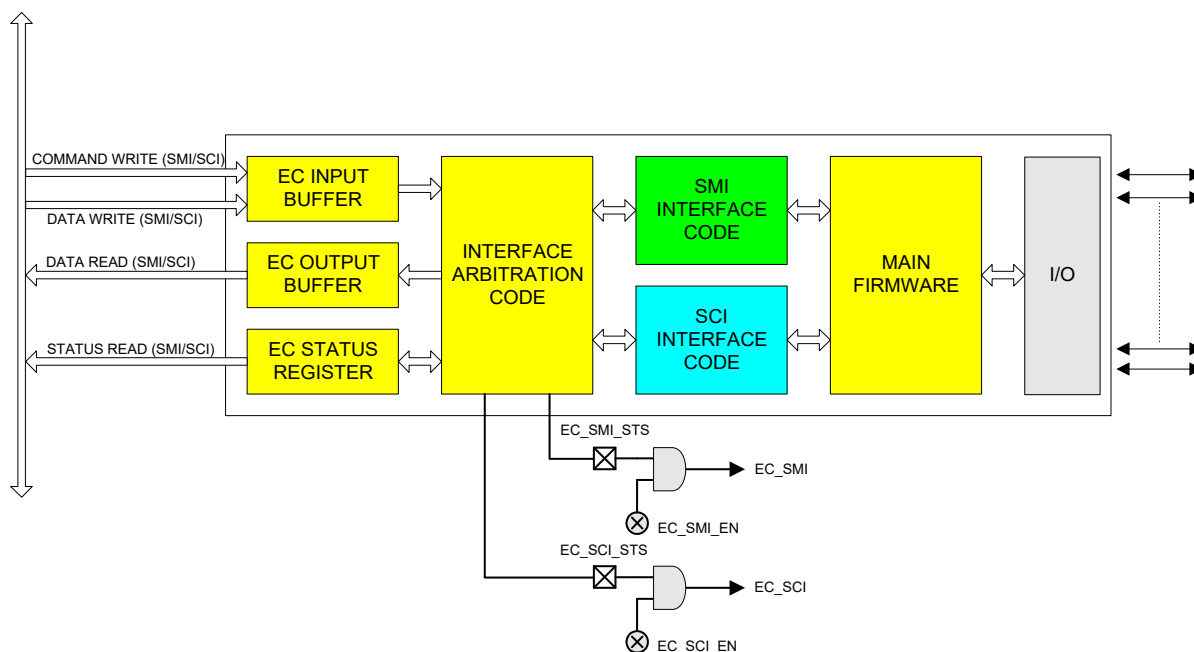 COMMAND WRITE (SMI/SCI)
DATA WRITE (SMI/SCI)
DATA READ (SMI/SCI)
STATUS READ (SMI/SCI)
EC INPUT
BUFFER
EC OUTPUT
BUFFER
EC STATUS
REGISTER
INTERFACE
ARBITRATION
CODE
SMI
INTERFACE
CODE
SCI
INTERFACE
CODE
MAIN
FIRMWARE
I/O
EC_SMI_STS
EC_SMI
EC_SMI_EN
EC_SCI_STS
EC_SCI
EC_SCI_EN